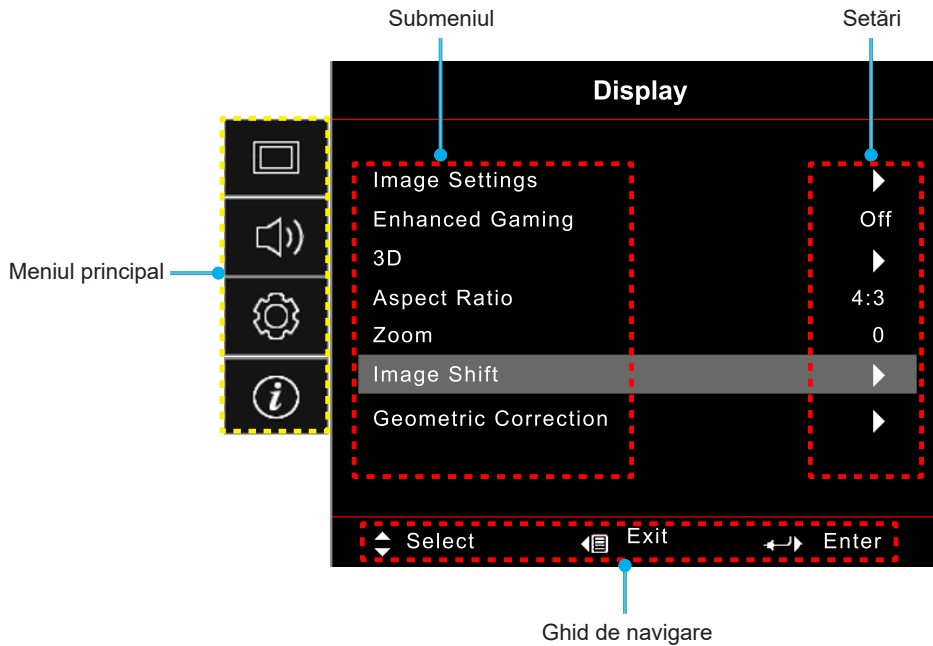 Submeniul
Setări
Display
Meniul principal
Image Settings
Enhanced Gaming Off
3D
Aspect Ratio 4:3
Zoom 0
Image Shift
Geometric Correction
Select Exit Enter
Ghid de navigare